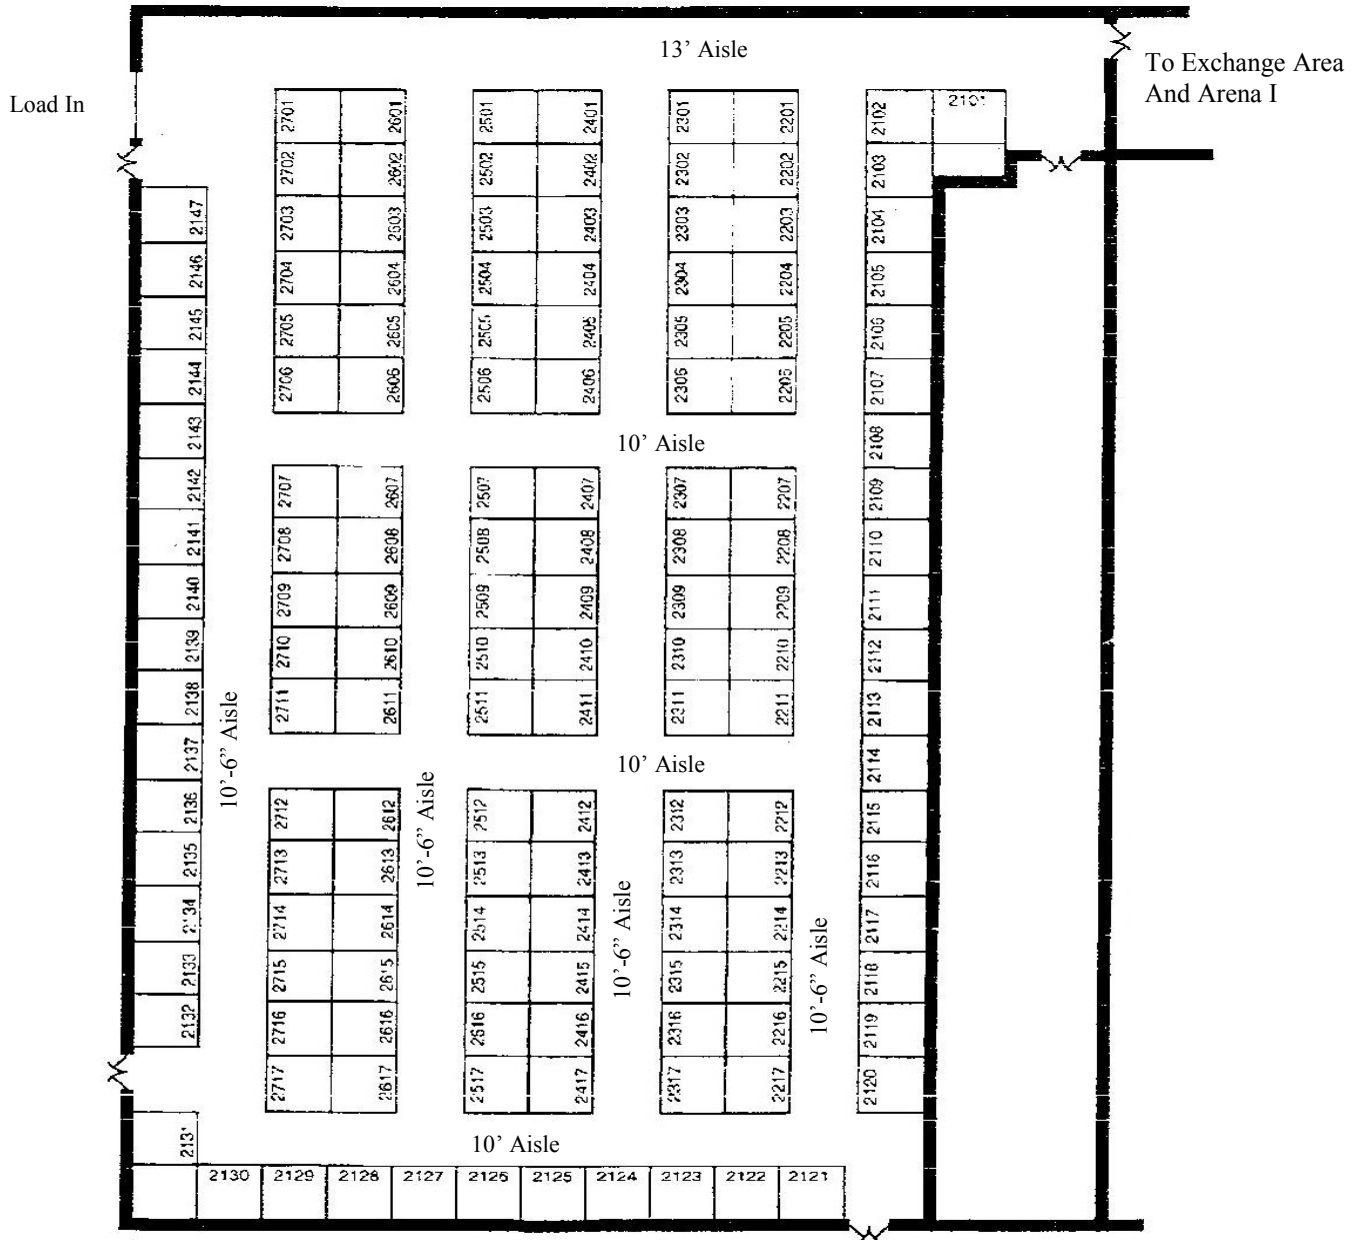 13’ Aisle
To Exchange Area
And Arena I
Load In
2701 2601 2501 2401 2301 2201 2102 2101
2702 2602 2502 2402 2302 2202 2103
2147 2703 2603 2503 2403 2303 2203 2104
2146 2704 2604 2504 2404 2304 2204 2105
2145 2705 2605 2505 2405 2305 2205 2106
2144 2706 2606 2506 2406 2306 2206 2107
2143 2108
10’ Aisle
2142 2707 2607 2507 2407 2307 2207 2109
2141 2708 2608 2508 2408 2308 2208 2110
2140 2709 2609 2509 2409 2309 2209 2111
2139 2710 2610 2510 2410 2310 2210 2112
2138 2711 2611 2511 2411 2311 2211 2113
10’-6” Aisle
2137 2114
10’ Aisle
2136 2712 2612 2512 2412 2312 2212 2115
10’-6” Aisle
2135 2713 2613 2513 2413 2313 2213 2116
2134 2714 2614 2514 2414 2314 2214 2117
10’-6” Aisle
10’-6” Aisle
2133 2715 2615 2515 2415 2315 2215 2118
2132 2716 2616 2516 2416 2316 2216 2119
2717 2617 2517 2417 2317 2217 2120
2131
10’ Aisle
2130 2129 2128 2127 2126 2125 2124 2123 2122 2121